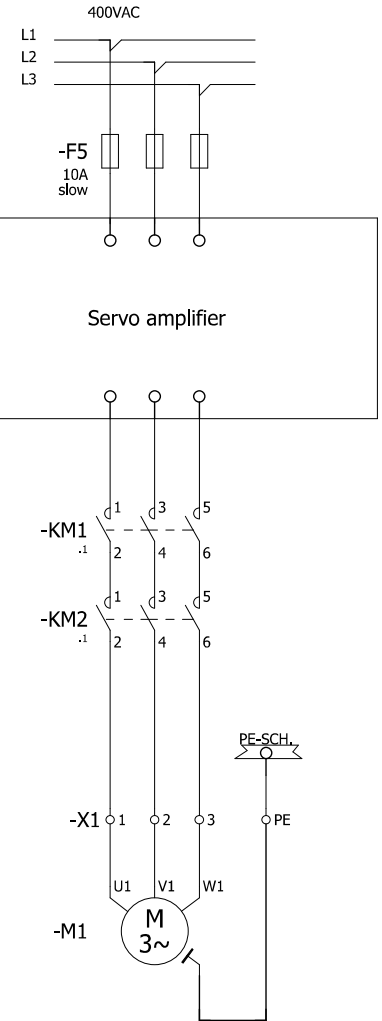 400VAC
L1
L2
L3
-F5
10A
slow
Servo amplifier
1 3 5
-KM1
.1
2 4 6
1 3 5
-KM2
.1
2 4 6
PE-SCH.
-X1 1 2 3 PE
U1 V1 W1
-M1
M
3~